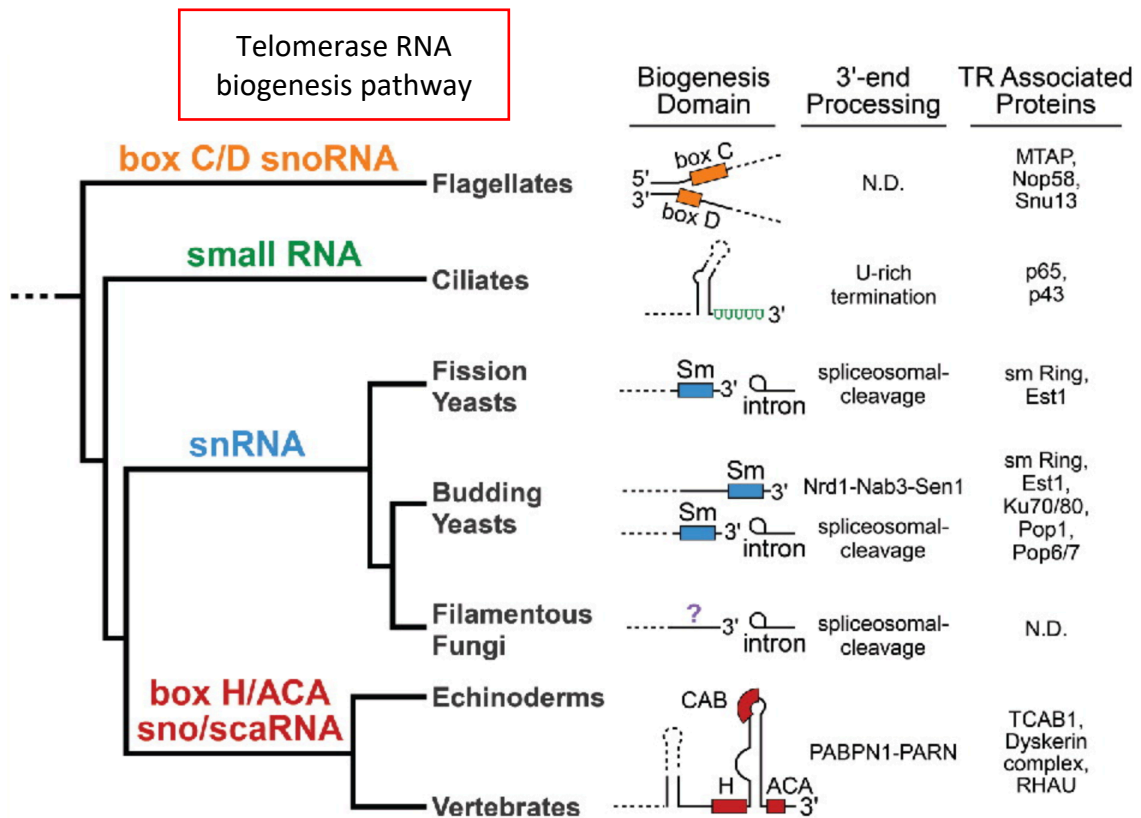 Telomerase RNA
biogenesis pathway
Biogenesis
Domain
3'-end
Processing
TR Associated
Proteins
box C/D snoRNA
Flagellates
5'
3'
box C
box D
N.D.
MTAP,
Nop58,
Snu13
small RNA
Ciliates
UUUUU 3'
U-rich
termination
p65,
p43
snRNA
Fission
Yeasts
Sm
3'
intron
spliceosomal-
cleavage
sm Ring,
Est1
Budding
Yeasts
Sm
3'
Nrd1-Nab3-Sen1
Sm
3'
intron
spliceosomal-
cleavage
sm Ring,
Est1,
Ku70/80,
Pop1,
Pop6/7
Filamentous
Fungi
?
3'
intron
spliceosomal-
cleavage
N.D.
box H/ACA
sno/scaRNA
Echinoderms
Vertebrates
CAB
H
ACA
3'
PABPN1-PARN
TCAB1,
Dyskerin
complex,
RHAU